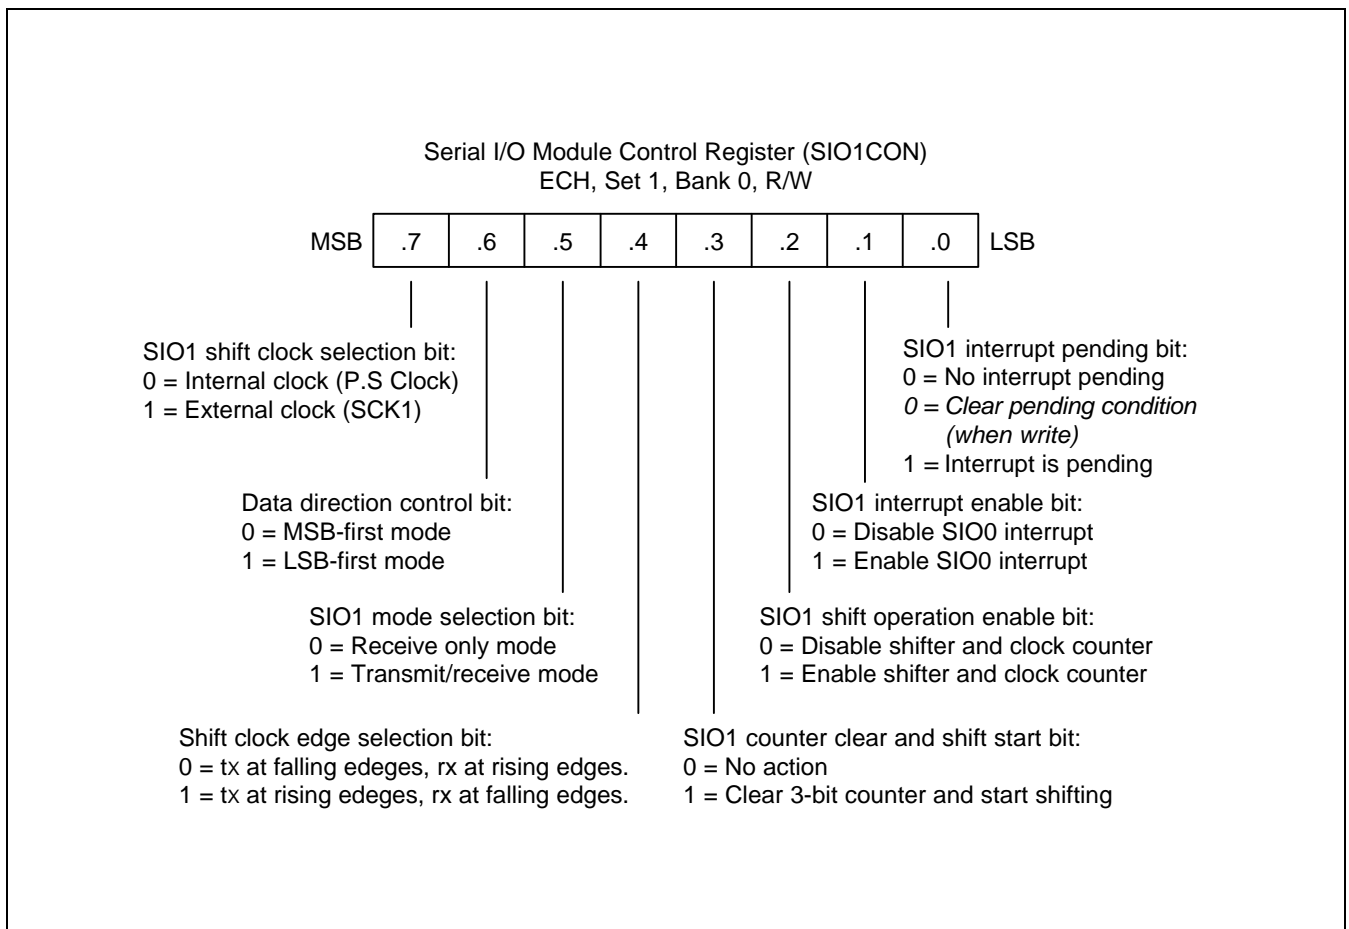 Serial I/O Module Control Register (SIO1CON)
ECH, Set 1, Bank 0, R/W
MSB .7 .6 .5 .4 .3 .2 .1 .0 LSB
SIO1 shift clock selection bit:
0 = Internal clock (P.S Clock)
1 = External clock (SCK1)
SIO1 interrupt pending bit:
0 = No interrupt pending
0 = Clear pending condition
(when write)
1 = Interrupt is pending
Data direction control bit:
0 = MSB-first mode
1 = LSB-first mode
SIO1 interrupt enable bit:
0 = Disable SIO0 interrupt
1 = Enable SIO0 interrupt
SIO1 mode selection bit:
0 = Receive only mode
1 = Transmit/receive mode
SIO1 shift operation enable bit:
0 = Disable shifter and clock counter
1 = Enable shifter and clock counter
Shift clock edge selection bit:
0 = tx at falling edeges, rx at rising edges.
1 = tx at rising edeges, rx at falling edges.
SIO1 counter clear and shift start bit:
0 = No action
1 = Clear 3-bit counter and start shifting